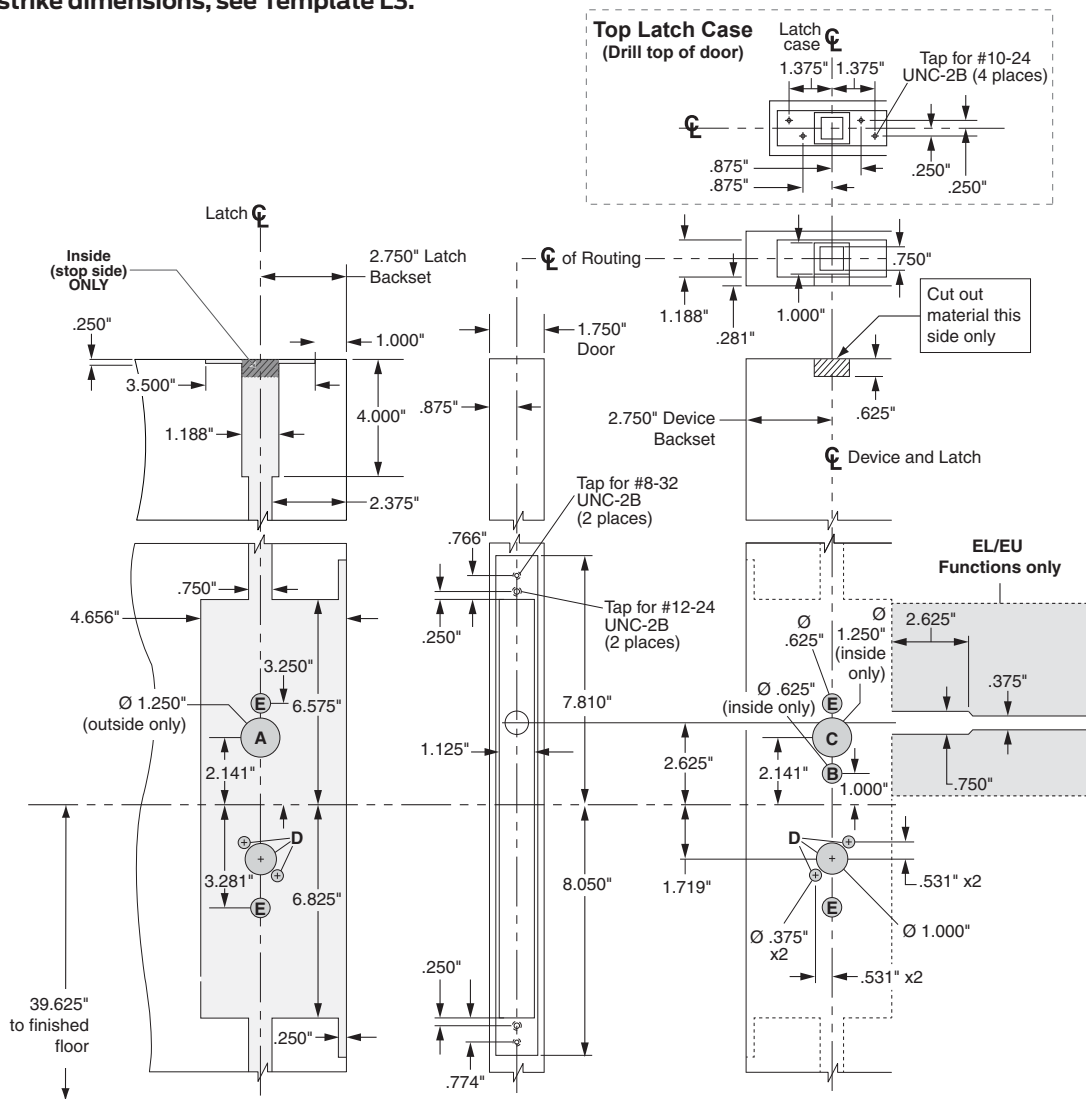 strike dimensions, see Template L3.
Top Latch Case
(Drill top of door)
Latch
case ℄
1.375" 1.375"
Tap for #10-24
UNC-2B (4 places)
℄
.875"
.875"
.250"
.250"
Latch ℄
Inside
(stop side)
ONLY
2.750" Latch
Backset
℄ of Routing
.750"
1.188"
.281"
1.000"
Cut out
material this
side only
.250"
1.000"
1.750"
Door
3.500"
4.000"
.875"
.625"
1.188"
2.750" Device
Backset
℄ Device and Latch
2.375"
Tap for #8-32
UNC-2B
(2 places)
.766"
EL/EU
Functions only
.750"
4.656"
.250"
Tap for #12-24
UNC-2B
(2 places)
Ø
.625"
Ø
1.250"
(inside
only)
2.625"
3.250"
Ø 1.250"
(outside only)
6.575"
7.810"
Ø .625"
(inside only)
.375"
E
E
A
C
B
1.125"
2.141"
2.625"
2.141"
1.000"
.750"
D
D
3.281"
6.825"
8.050"
1.719"
.531" x2
E
E
Ø .375"
x2
Ø 1.000"
.531" x2
.250"
39.625"
to finished
floor
.250"
.774"